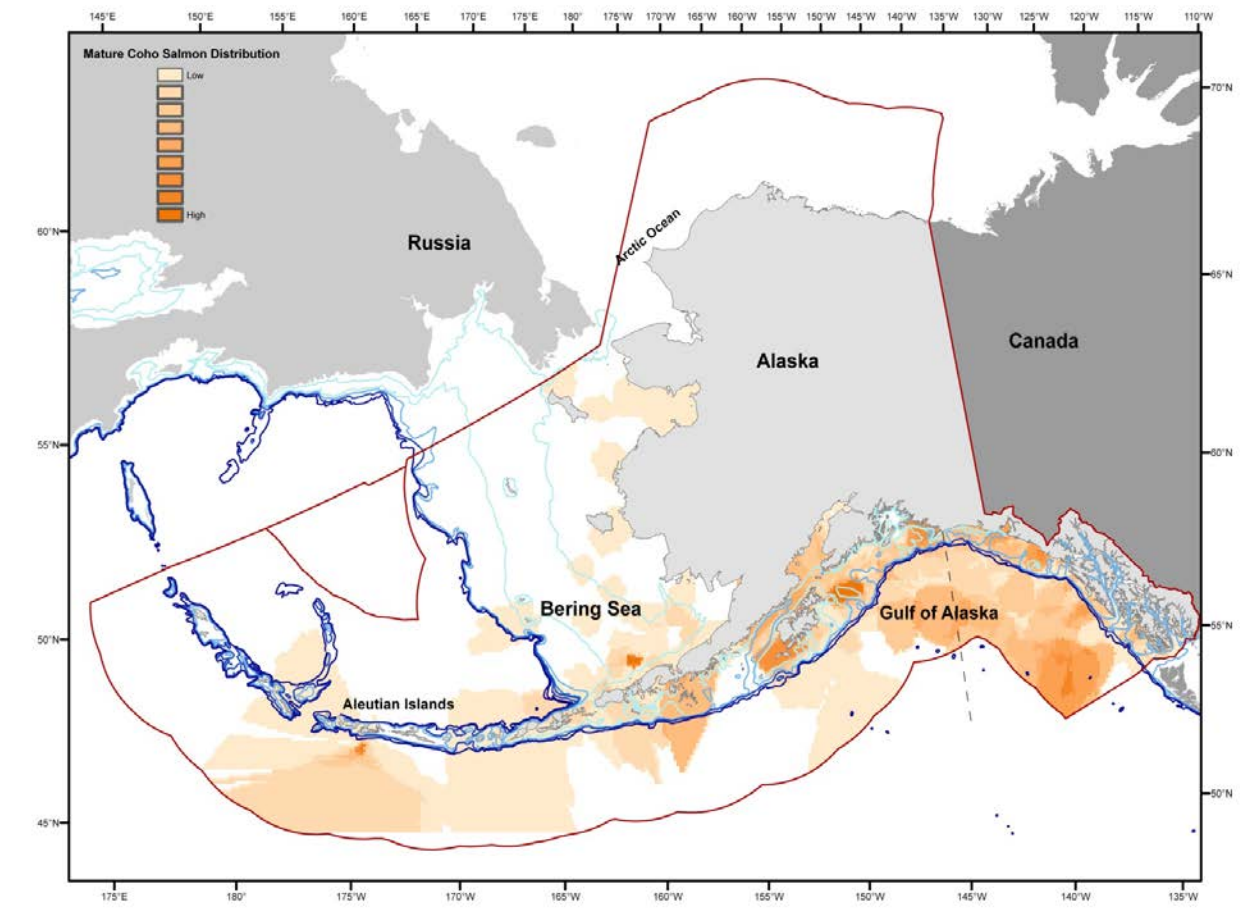 145°E 150°E 155°E 160°E 165°E 170°E 175°E 180° 175°W 170°W 165°W 160°W 155°W 150°W 145°W 140°W 135°W 130°W 125°W 120°W 115°W 110°W
Mature Coho Salmon Distribution
Low
High
70°N
60°N
Russia
Arctic Ocean
65°N
Canada
Alaska
55°N
60°N
Bering Sea
Gulf of Alaska
50°N
55°N
Aleutian Islands
50°N
45°N
175°E 180° 175°W 170°W 165°W 160°W 155°W 150°W 145°W 140°W 135°W